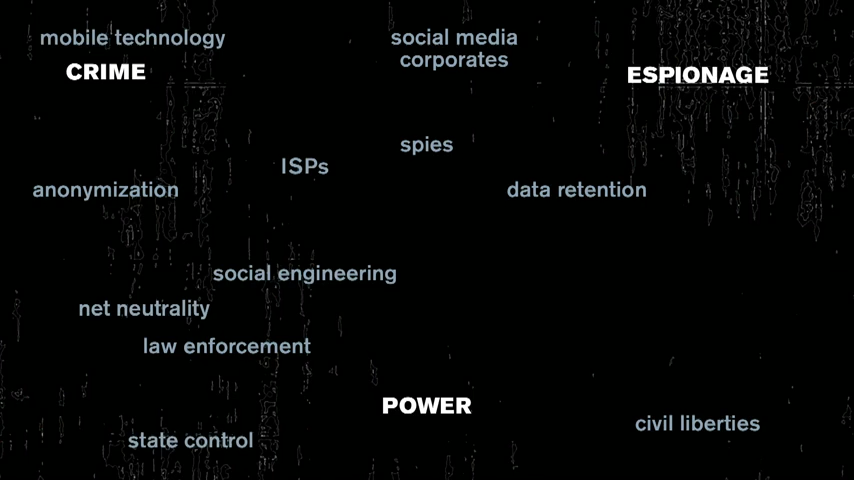 mobile technology
social media
corporates
CRIME
ESPIONAGE
spies
ISPs
anonymization
data retention
social engineering
net neutrality
law enforcement
POWER
civil liberties
state control